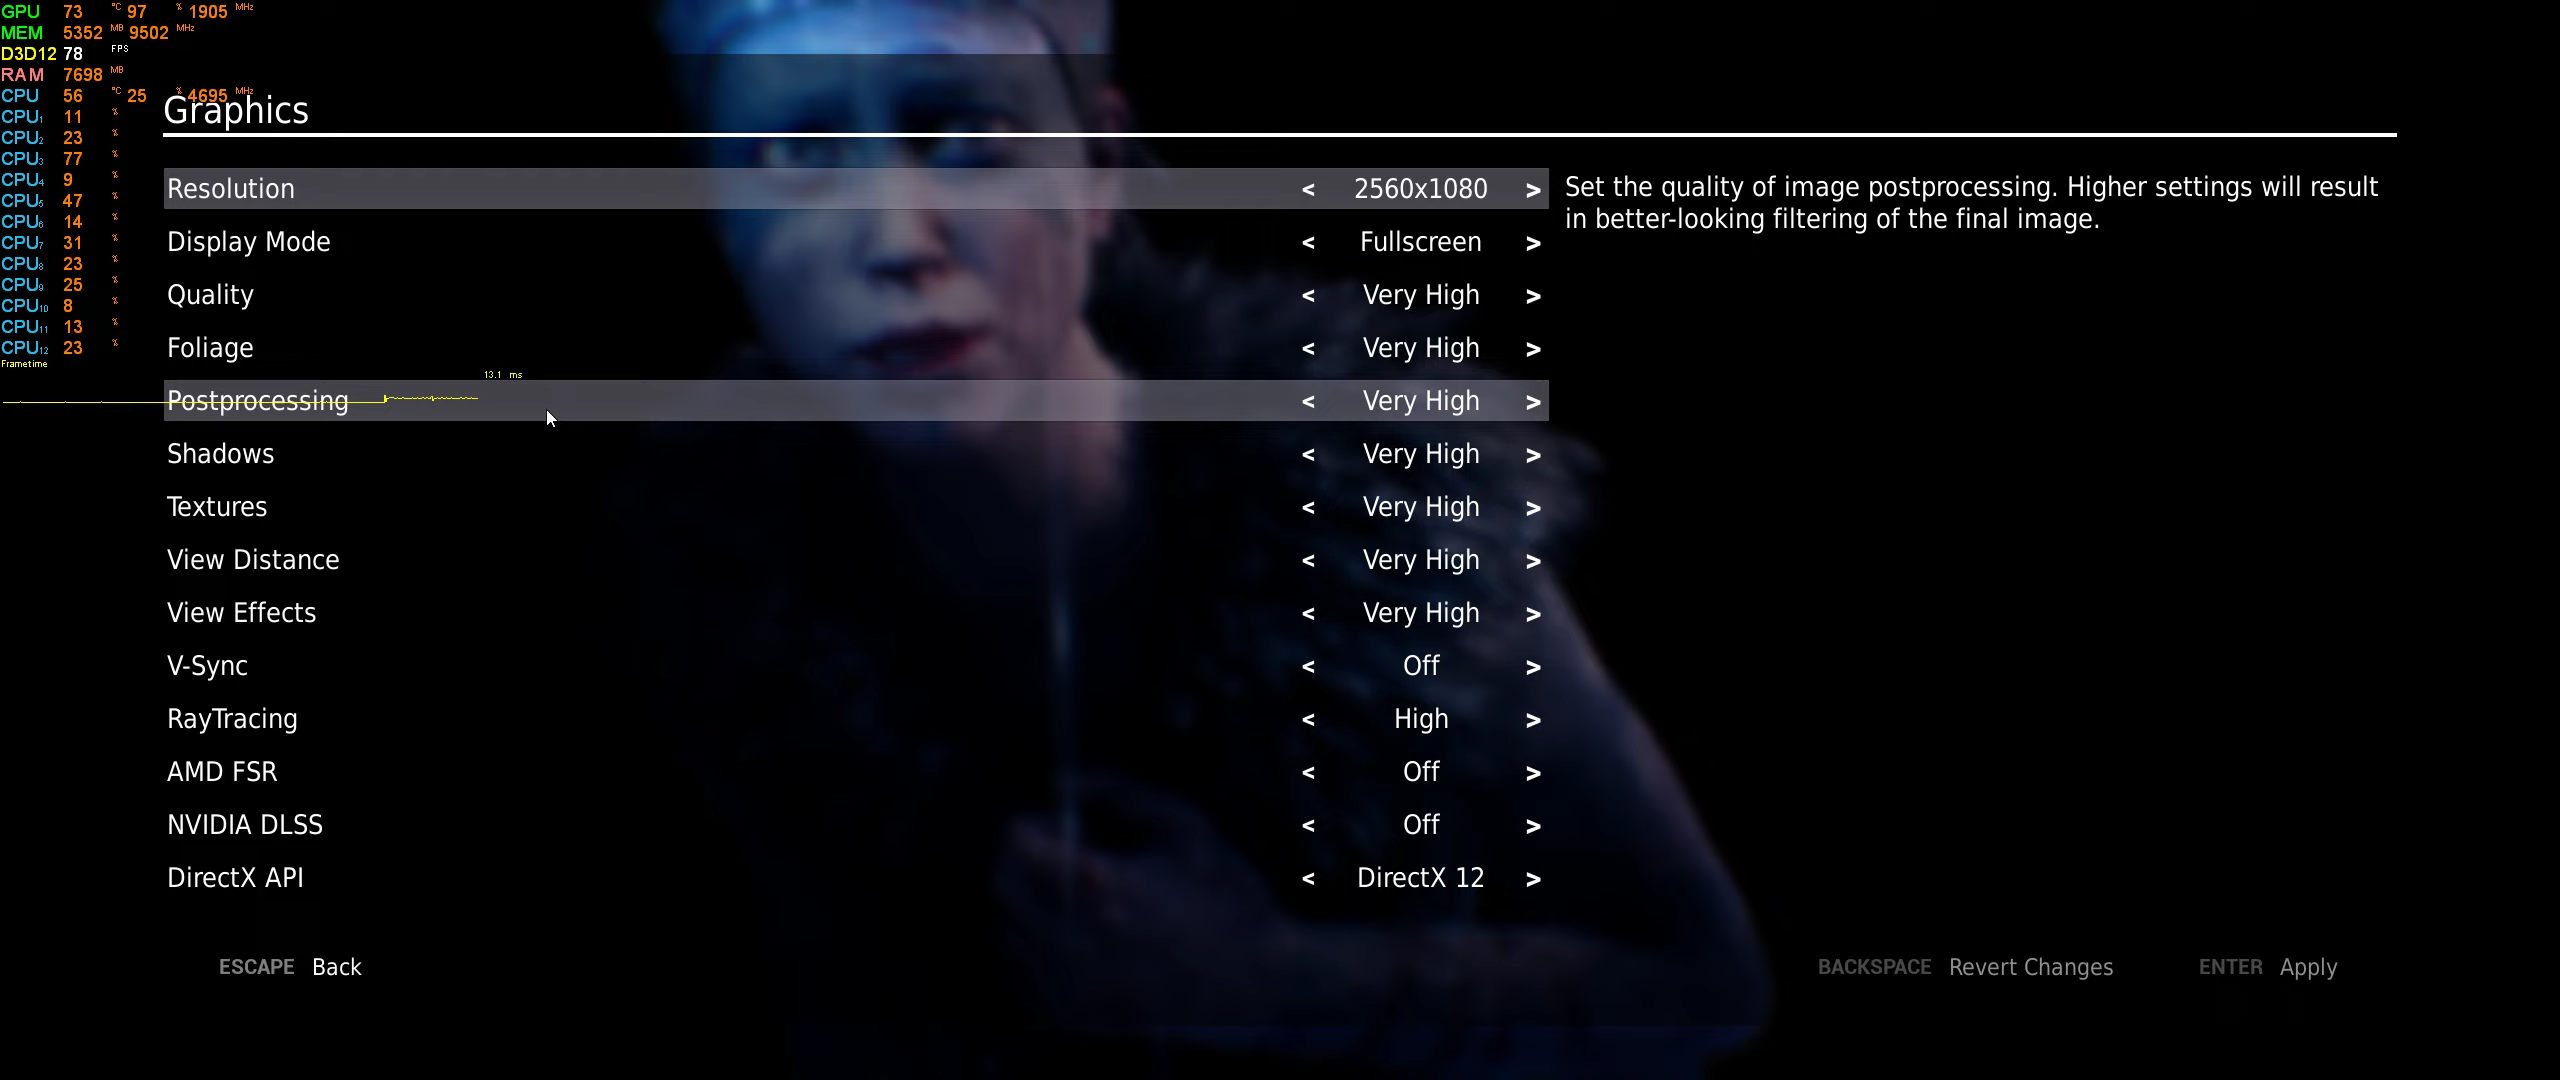 GPU 73 °C 97 % 1905 MHz
MEM 5352 MB 9502 MHz
D3D12 78 FPS
RAM 7698 MB
CPU 56 °C 25 % 4695 MHz
CPU1 11 %
CPU2 23 %
CPU3 77 %
CPU4 9 %
CPU5 47 %
CPU6 14 %
CPU7 31 %
CPU8 23 %
CPU9 25 %
CPU10 8 %
CPU11 13 %
CPU12 23 %
Frametime
13.1 ms
Graphics
Resolution < 2560x1080 >
Display Mode < Fullscreen >
Quality < Very High >
Foliage < Very High >
Postprocessing < Very High >
Shadows < Very High >
Textures < Very High >
View Distance < Very High >
View Effects < Very High >
V-Sync < Off >
RayTracing < High >
AMD FSR < Off >
NVIDIA DLSS < Off >
DirectX API < DirectX 12 >
Set the quality of image postprocessing. Higher settings will result
in better-looking filtering of the final image.
ESCAPE Back
BACKSPACE Revert Changes
ENTER Apply